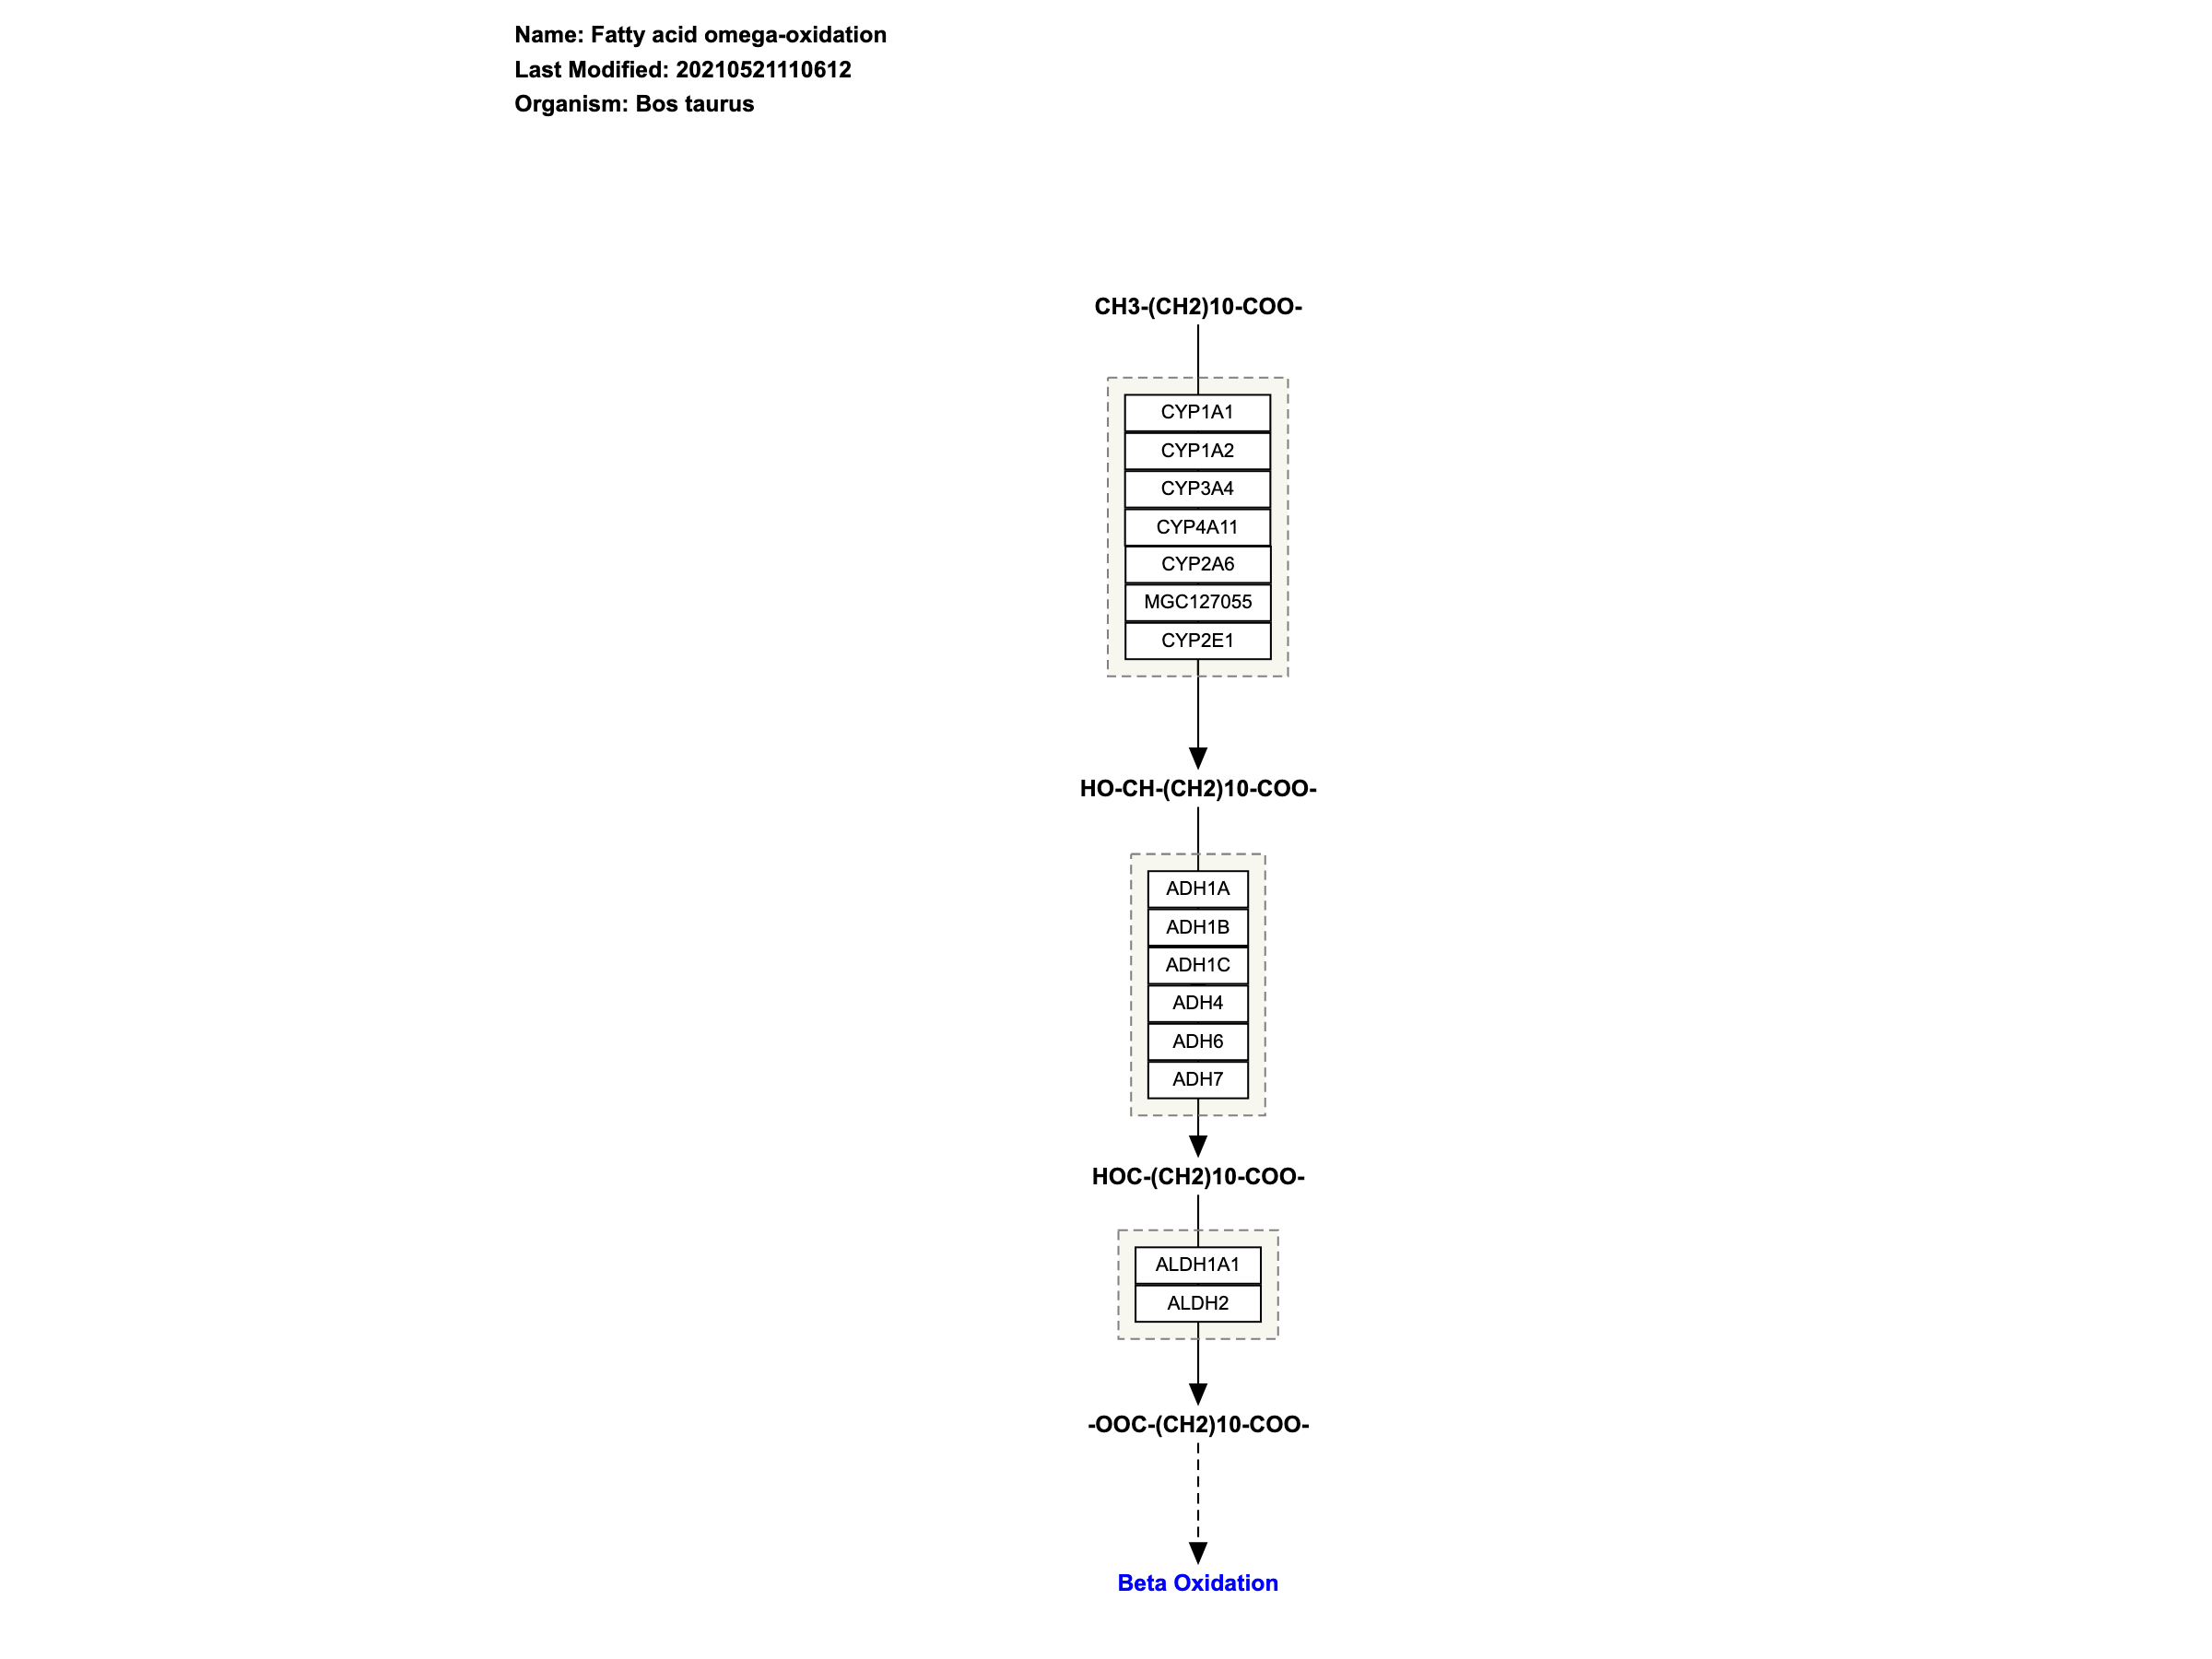 Name: Fatty acid omega-oxidation
Last Modified: 20210521110612
Organism: Bos taurus
CH3-(CH2)10-COO-
CYP1A1
CYP1A2
CYP3A4
CYP4A11
CYP2A6
MGC127055
CYP2E1
HO-CH-(CH2)10-COO-
ADH1A
ADH1B
ADH1C
ADH4
ADH6
ADH7
HOC-(CH2)10-COO-
ALDH1A1
ALDH2
-OOC-(CH2)10-COO-
Beta Oxidation